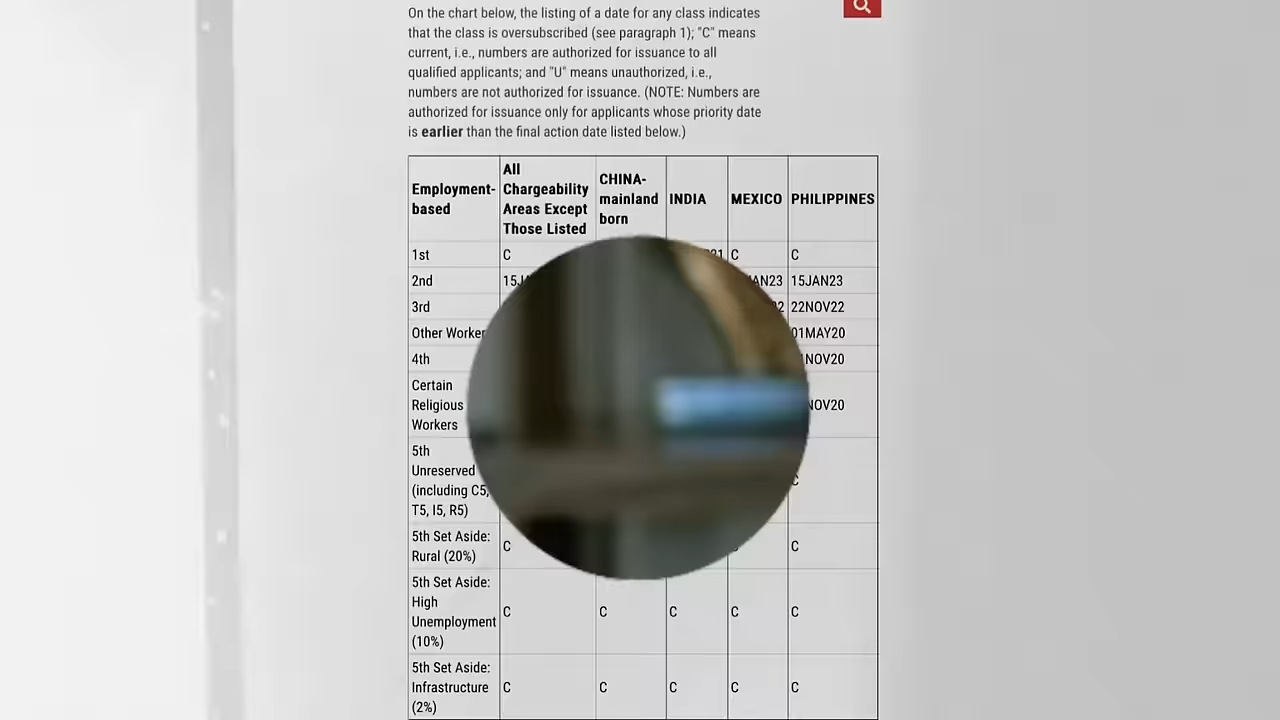 On the chart below, the listing of a date for any class indicates
that the class is oversubscribed (see paragraph 1); "C" means
current, i.e., numbers are authorized for issuance to all
qualified applicants; and "U" means unauthorized, i.e.,
numbers are not authorized for issuance. (NOTE: Numbers are
authorized for issuance only for applicants whose priority date
is earlier than the final action date listed below.)
Employment-
based
All
Chargeability
Areas Except
Those Listed
CHINA-
mainland
born
INDIA
MEXICO
PHILIPPINES
1st C C C
2nd 15JAN23
3rd 22NOV22
Other 01MAY20
4th
Certain
Religious
Workers
5th
Unreserved
(including C5,
T5, I5, R5)
C
5th Set Aside:
Rural (20%)
C C
5th Set Aside:
High
Unemployment
(10%)
C C C C C
5th Set Aside:
Infrastructure
(2%)
C C C C C